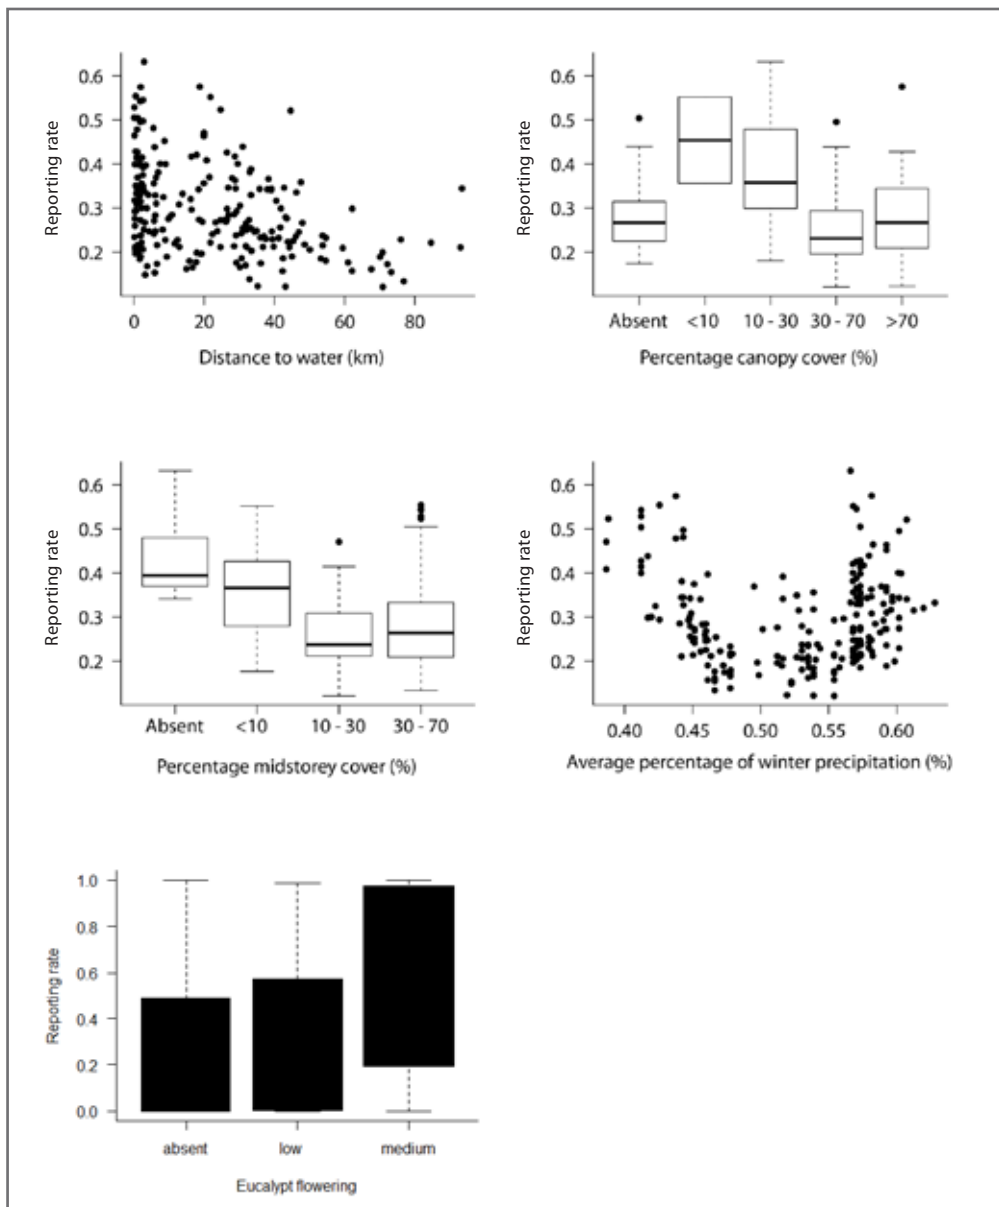 Reporting rate
0.6
0.5
0.4
0.3
0.2
0 20 40 60 80
Distance to water (km)
Reporting rate
0.6
0.5
0.4
0.3
0.2
Absent <10 10 - 30 30 - 70 >70
Percentage canopy cover (%)
Reporting rate
0.6
0.5
0.4
0.3
0.2
Absent <10 10 - 30 30 - 70
Percentage midstorey cover (%)
Reporting rate
0.6
0.5
0.4
0.3
0.2
0.40 0.45 0.50 0.55 0.60
Average percentage of winter precipitation (%)
Reporting rate
1.0
0.8
0.6
0.4
0.2
0.0
absent low medium
Eucalypt flowering